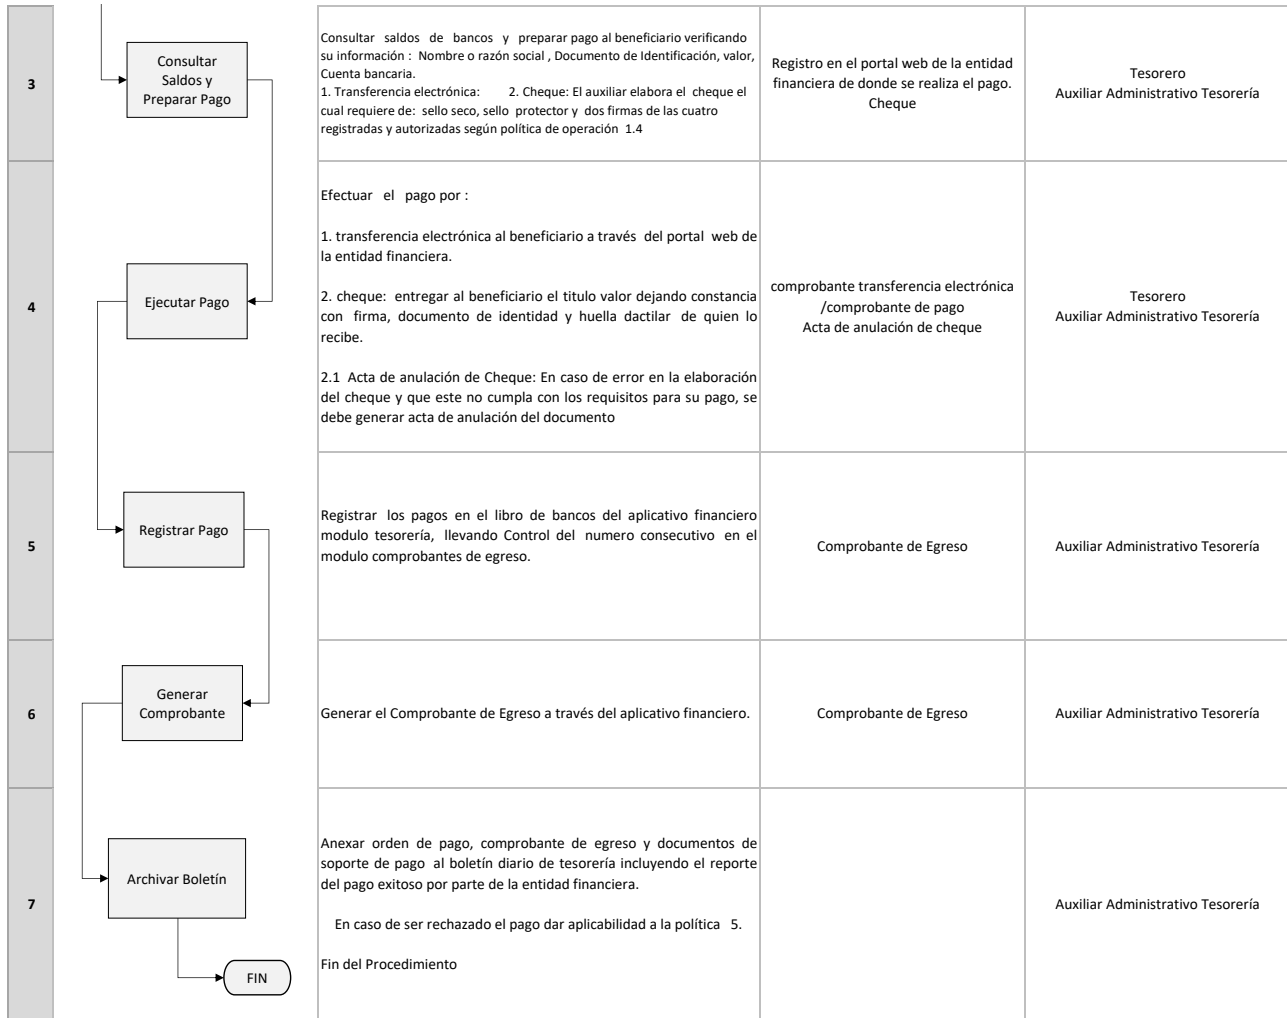 3
Consultar
Saldos y
Preparar Pago
Consultar saldos de bancos y preparar pago al beneficiario verificando
su información : Nombre o razón social , Documento de Identificación, valor,
Cuenta bancaria.
1. Transferencia electrónica: 2. Cheque: El auxiliar elabora el cheque el
cual requiere de: sello seco, sello protector y dos firmas de las cuatro
registradas y autorizadas según política de operación 1.4
Registro en el portal web de la entidad
financiera de donde se realiza el pago.
Cheque
Tesorero
Auxiliar Administrativo Tesorería
4
Ejecutar Pago
Efectuar el pago por :
1. transferencia electrónica al beneficiario a través del portal web de
la entidad financiera.
2. cheque: entregar al beneficiario el titulo valor dejando constancia
con firma, documento de identidad y huella dactilar de quien lo
recibe.
2.1 Acta de anulación de Cheque: En caso de error en la elaboración
del cheque y que este no cumpla con los requisitos para su pago, se
debe generar acta de anulación del documento
comprobante transferencia electrónica
/comprobante de pago
Acta de anulación de cheque
Tesorero
Auxiliar Administrativo Tesorería
5
Registrar Pago
Registrar los pagos en el libro de bancos del aplicativo financiero
modulo tesorería, llevando Control del numero consecutivo en el
modulo comprobantes de egreso.
Comprobante de Egreso
Auxiliar Administrativo Tesorería
6
Generar
Comprobante
Generar el Comprobante de Egreso a través del aplicativo financiero.
Comprobante de Egreso
Auxiliar Administrativo Tesorería
7
Archivar Boletín
FIN
Anexar orden de pago, comprobante de egreso y documentos de
soporte de pago al boletín diario de tesorería incluyendo el reporte
del pago exitoso por parte de la entidad financiera.
En caso de ser rechazado el pago dar aplicabilidad a la política 5.
Fin del Procedimiento
Auxiliar Administrativo Tesorería